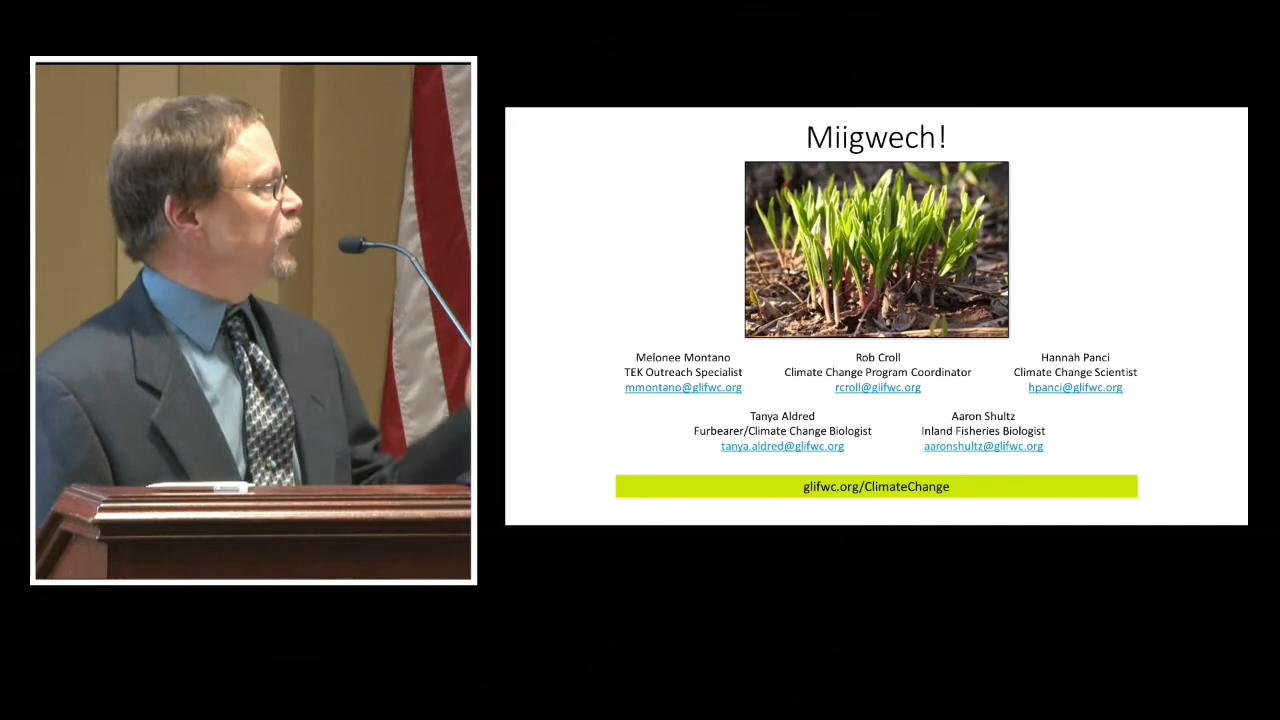 Miigwech!
Melonee Montano
TEK Outreach Specialist
mmontano@glifwc.org
Rob Croll
Climate Change Program Coordinator
rcroll@glifwc.org
Hannah Panci
Climate Change Scientist
hpanci@glifwc.org
Tanya Aldred
Furbearer/Climate Change Biologist
tanya.aldred@glifwc.org
Aaron Shultz
Inland Fisheries Biologist
aaronshultz@glifwc.org
glifwc.org/ClimateChange